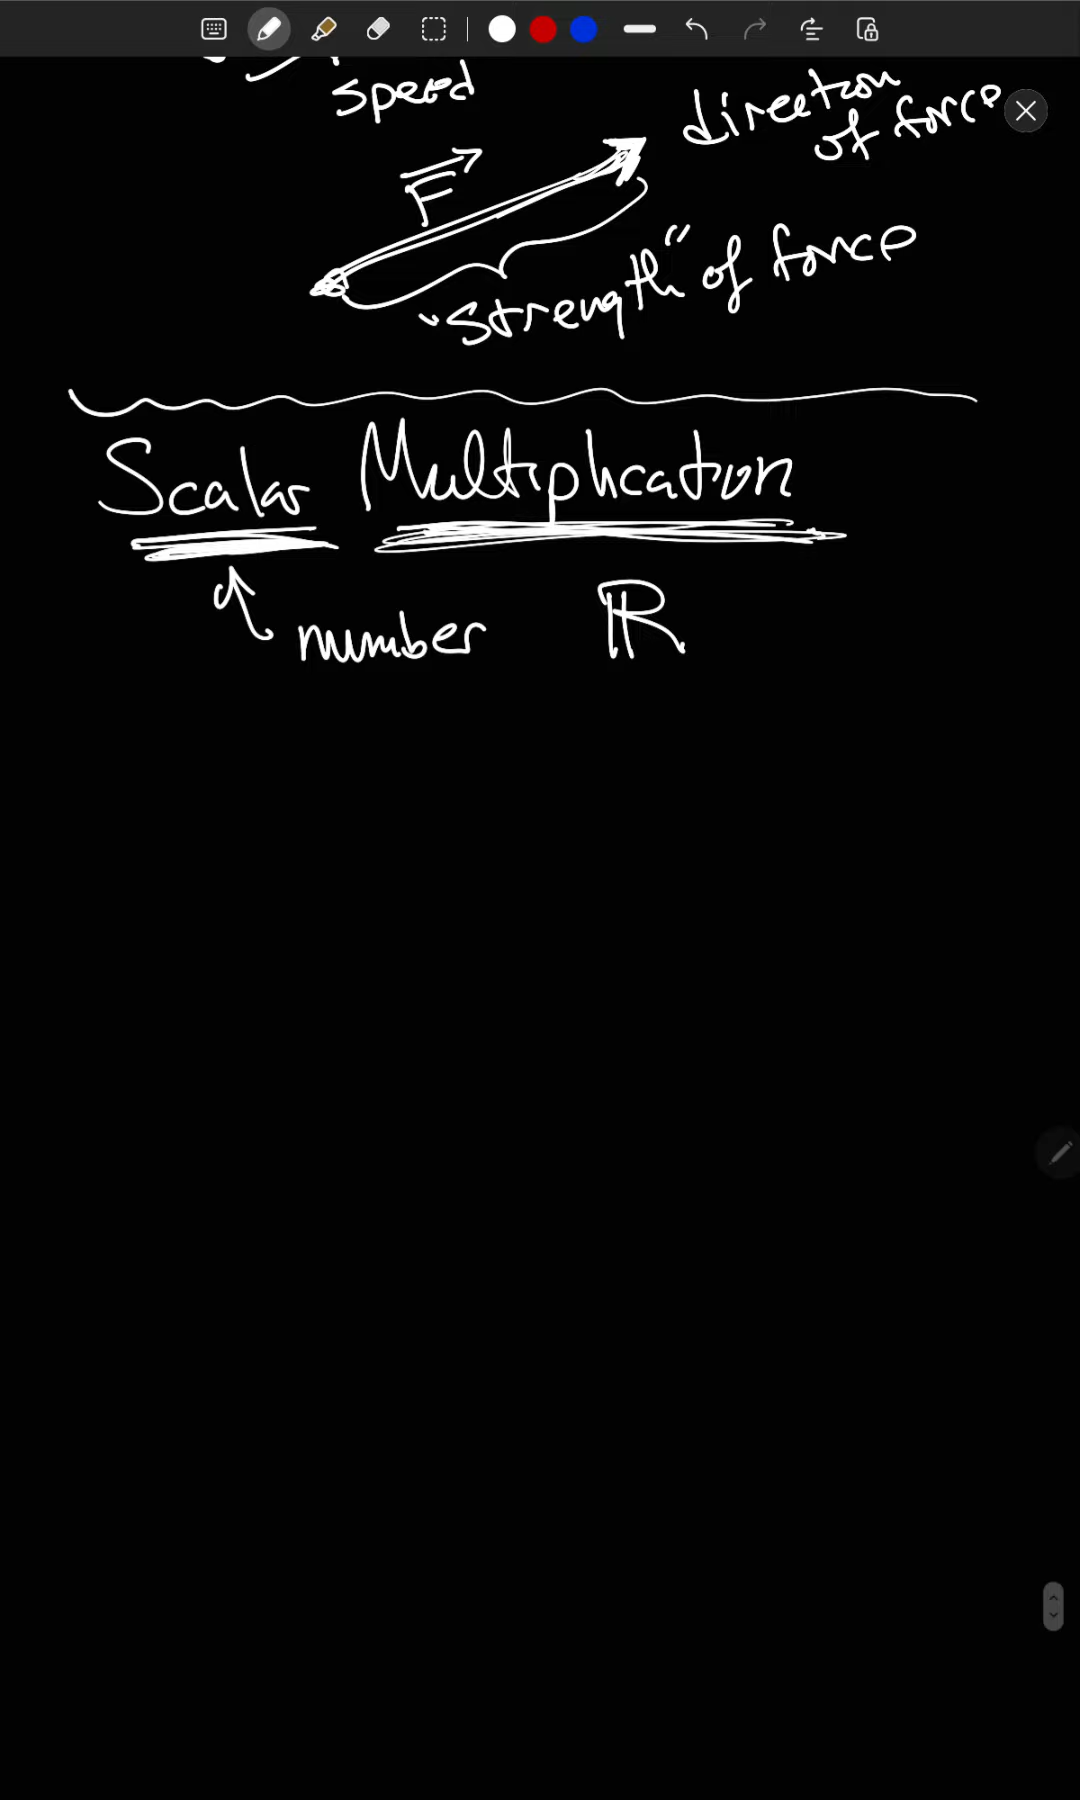 speed
direction
of force
F
"strength" of force
Scalar Multiplication
number ℝ